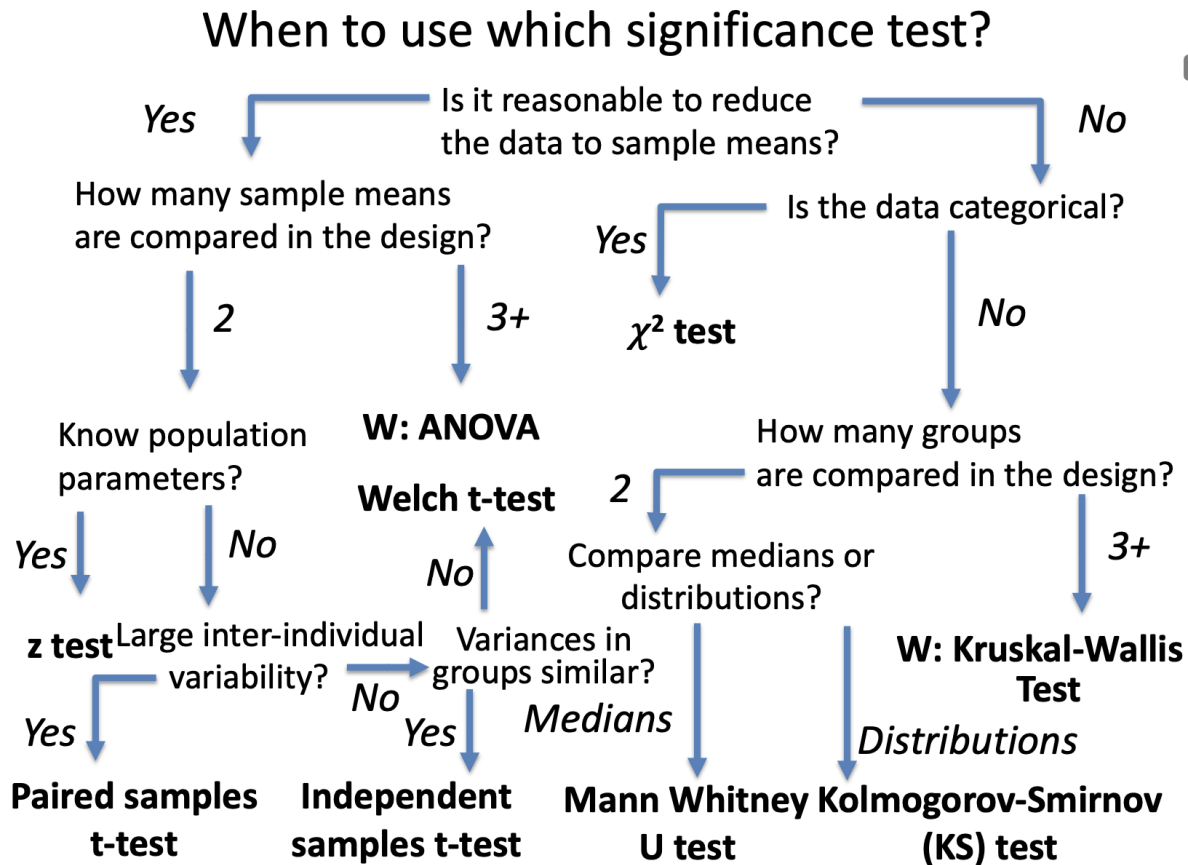 When to use which significance test?
Is it reasonable to reduce
the data to sample means?
Yes
No
How many sample means
are compared in the design?
Is the data categorical?
Yes
2
3+
χ² test
No
Know population
parameters?
W: ANOVA
How many groups
are compared in the design?
Welch t-test
2
Yes
No
No
Compare medians or
distributions?
3+
z test
Large inter-individual
variability?
Variances in
groups similar?
W: Kruskal-Wallis
Test
No
Yes
Yes
Medians
Distributions
Paired samples
t-test
Independent
samples t-test
Mann Whitney
U test
Kolmogorov-Smirnov
(KS) test